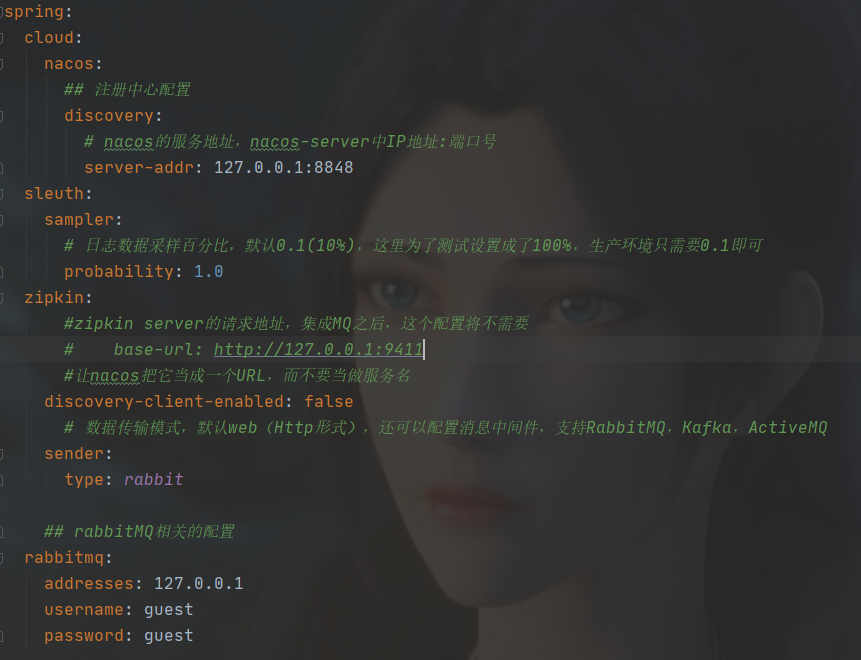 spring:
  cloud:
    nacos:
      ## 注册中心配置
      discovery:
        # nacos的服务地址，nacos-server中IP地址:端口号
        server-addr: 127.0.0.1:8848
  sleuth:
    sampler:
      # 日志数据采样百分比，默认0.1(10%)，这里为了测试设置成了100%，生产环境只需要0.1即可
      probability: 1.0
  zipkin:
      #zipkin server的请求地址，集成MQ之后，这个配置将不需要
      #    base-url: http://127.0.0.1:9411
      #让nacos把它当成一个URL，而不要当做服务名
    discovery-client-enabled: false
      # 数据传输模式，默认web（Http形式），还可以配置消息中间件，支持RabbitMQ，Kafka，ActiveMQ
    sender:
      type: rabbit
    ## rabbitMQ相关的配置
  rabbitmq:
    addresses: 127.0.0.1
    username: guest
    password: guest